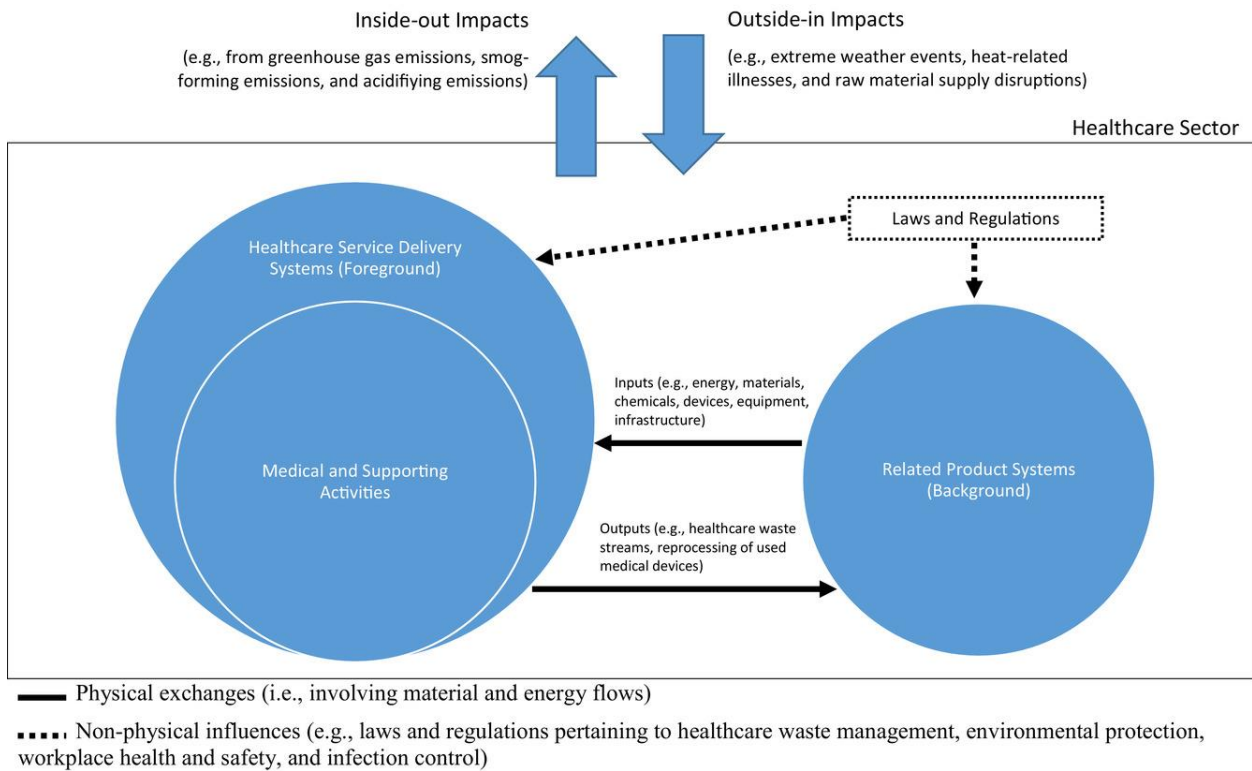 Inside-out Impacts
(e.g., from greenhouse gas emissions, smog-
forming emissions, and acidifiying emissions)
Outside-in Impacts
(e.g., extreme weather events, heat-related
illnesses, and raw material supply disruptions)
Healthcare Sector
Healthcare Service Delivery
Systems (Foreground)
Laws and Regulations
Inputs (e.g., energy, materials,
chemicals, devices, equipment,
infrastructure)
Medical and Supporting
Activities
Related Product Systems
(Background)
Outputs (e.g., healthcare waste
streams, reprocessing of used
medical devices)
Physical exchanges (i.e., involving material and energy flows)
Non-physical influences (e.g., laws and regulations pertaining to healthcare waste management, environmental protection,
workplace health and safety, and infection control)